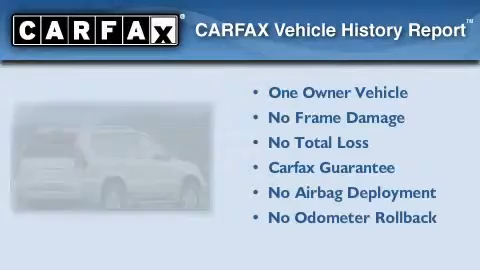 CARFAX® CARFAX Vehicle History Report™
• One Owner Vehicle
• No Frame Damage
• No Total Loss
• Carfax Guarantee
• No Airbag Deployment
• No Odometer Rollback